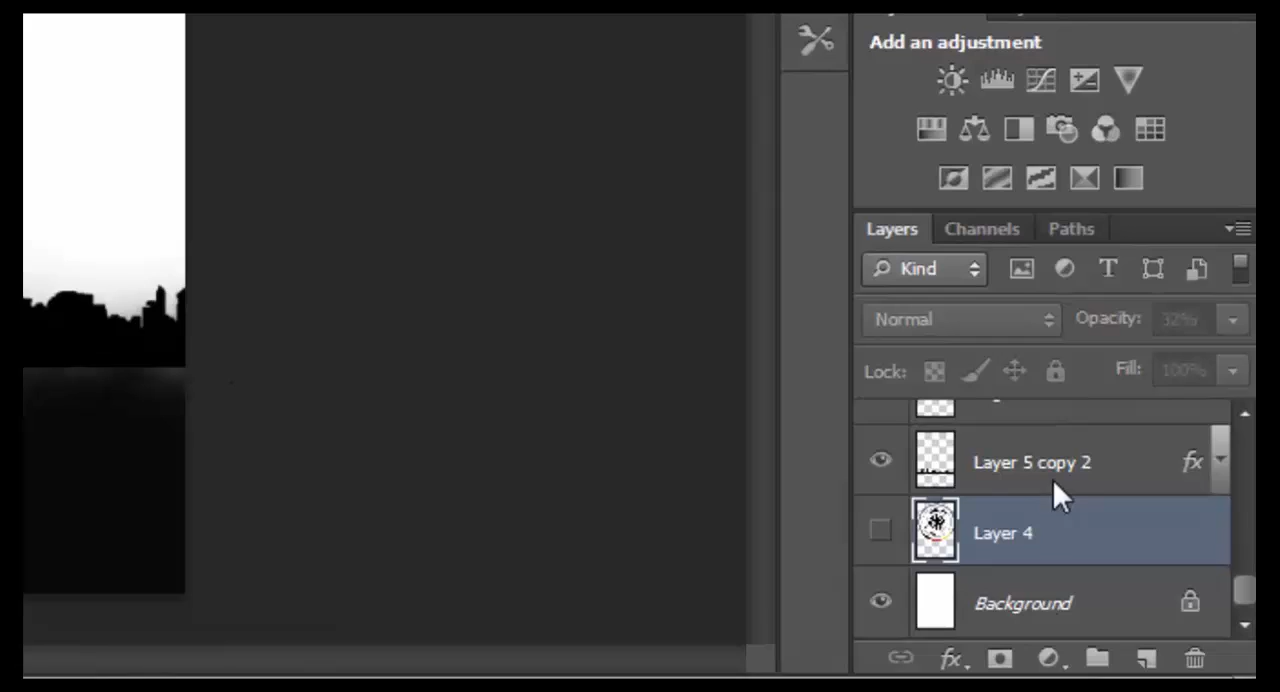 Add an adjustment
Layers Channels Paths
Kind
Normal Opacity: 32%
Lock: Fill: 100%
Layer 5 copy 2 fx
Layer 4
Background
fx